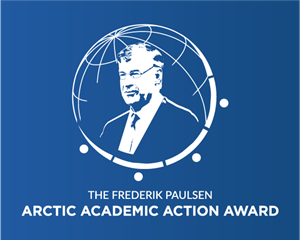 THE FREDERIK PAULSEN
ARCTIC ACADEMIC ACTION AWARD